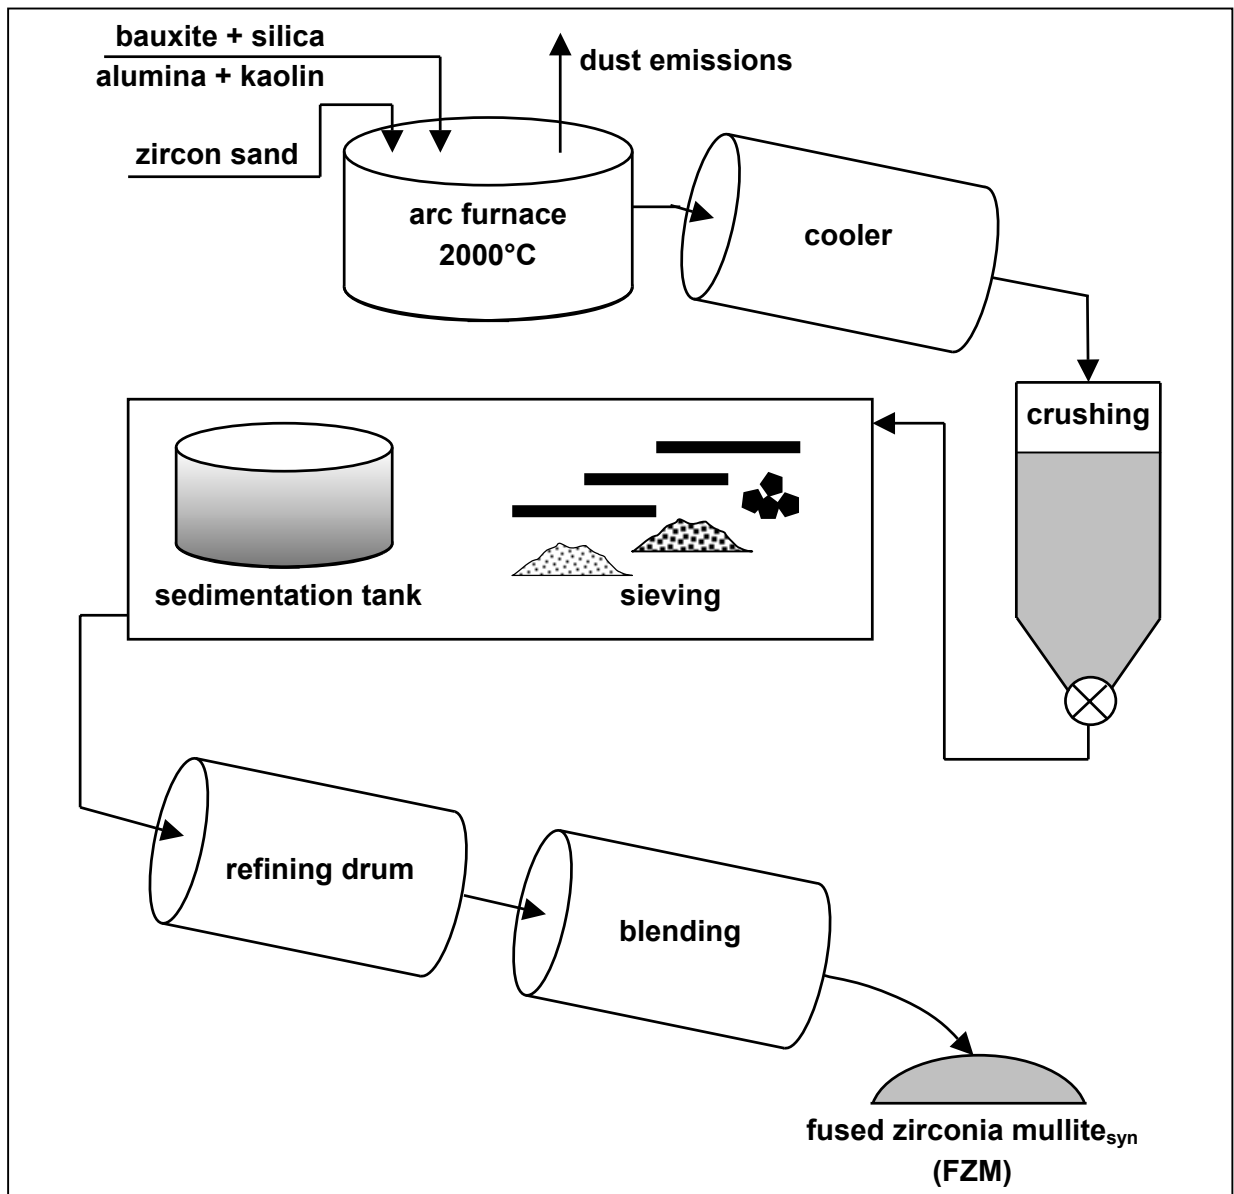 bauxite + silica
alumina + kaolin
zircon sand
dust emissions
arc furnace
2000°C
cooler
crushing
sedimentation tank
sieving
refining drum
blending
fused zirconia mullitesyn
(FZM)